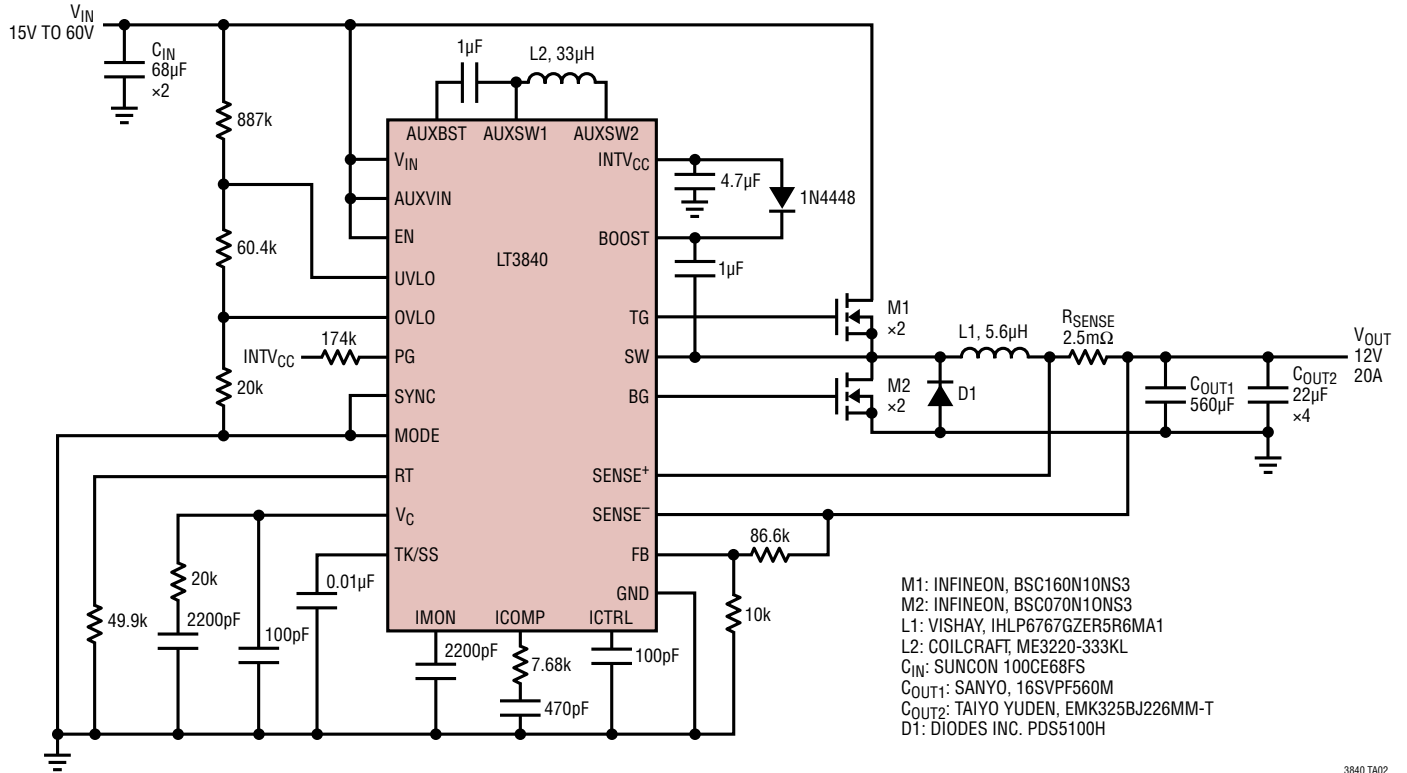 VIN
15V TO 60V
CIN
68µF
×2
887k
60.4k
20k
1µF
L2, 33µH
AUXBST
AUXSW1
AUXSW2
VIN
AUXVIN
EN
UVLO
OVLO
PG
SYNC
MODE
RT
VC
TK/SS
LT3840
INTVCC
BOOST
TG
SW
BG
SENSE+
SENSE–
FB
GND
IMON
ICOMP
ICTRL
INTVCC
174k
4.7µF
1N4448
1µF
M1
×2
M2
×2
D1
L1, 5.6µH
RSENSE
2.5mΩ
VOUT
12V
20A
COUT1
560µF
COUT2
22µF
×4
49.9k
20k
2200pF
100pF
0.01µF
2200pF
7.68k
470pF
100pF
86.6k
10k
M1: INFINEON, BSC160N10NS3
M2: INFINEON, BSC070N1ONS3
L1: VISHAY, IHLP6767GZER5R6MA1
L2: COILCRAFT, ME3220-333KL
CIN: SUNCON 100CE68FS
COUT1: SANYO, 16SVPF560M
COUT2: TAIYO YUDEN, EMK325BJ226MM-T
D1: DIODES INC. PDS5100H
3840 TA02